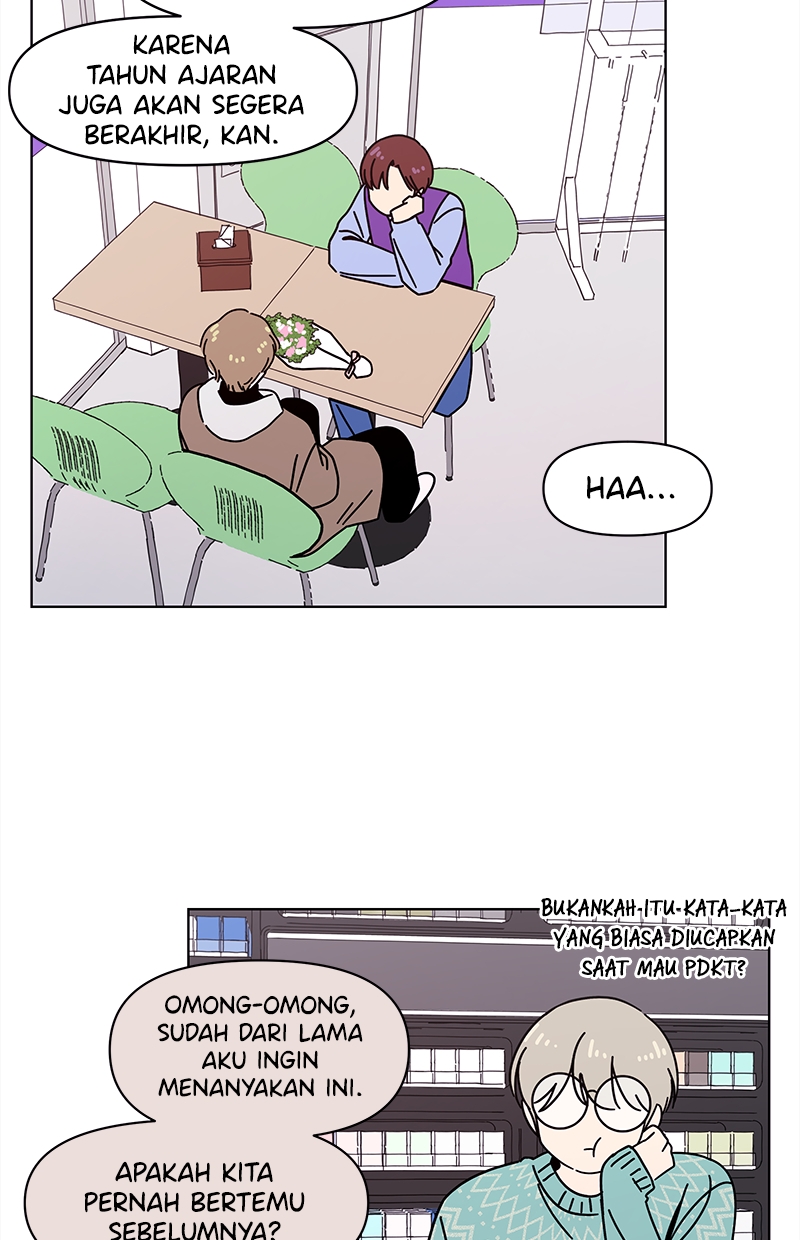 KARENA
TAHUN AJARAN
JUGA AKAN SEGERA
BERAKHIR, KAN.
HAA...
BUKANKAH ITU KATA-KATA
YANG BIASA DIUCAPKAN
SAAT MAU PDKT?
OMONG-OMONG,
SUDAH DARI LAMA
AKU INGIN
MENANYAKAN INI.
APAKAH KITA
PERNAH BERTEMU
SEBELUMNYA?